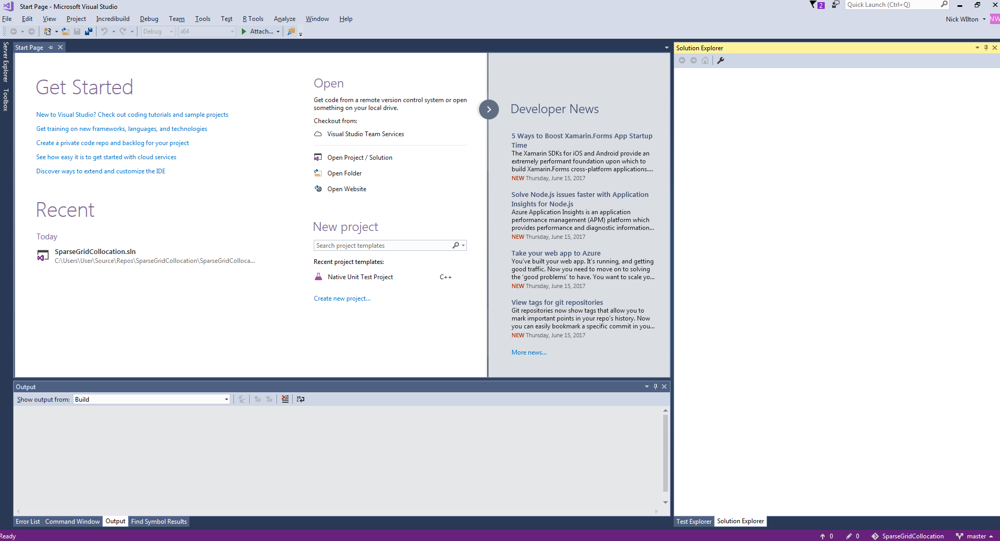 Start Page - Microsoft Visual Studio
2
Quick Launch (Ctrl+Q)
File Edit View Project Incredibuild Debug Team Tools Test R Tools Analyze Window Help
Nick WIlton
NW
Debug
x64
Attach...
Server Explorer
Toolbox
Start Page
Get Started
New to Visual Studio? Check out coding tutorials and sample projects
Get training on new frameworks, languages, and technologies
Create a private code repo and backlog for your project
See how easy it is to get started with cloud services
Discover ways to extend and customize the IDE
Recent
Today
SparseGridCollocation.sln
C:\Users\User\Source\Repos\SparseGridCollocation\SparseGridColloca...
Open
Get code from a remote version control system or open
something on your local drive.
Checkout from:
Visual Studio Team Services
Open Project / Solution
Open Folder
Open Website
New project
Search project templates
Recent project templates:
Native Unit Test Project C++
Create new project...
Developer News
5 Ways to Boost Xamarin.Forms App Startup
Time
The Xamarin SDKs for iOS and Android provide an
extremely performant foundation upon which to
build Xamarin.Forms cross-platform applications....
NEW Thursday, June 15, 2017
Solve Node.js issues faster with Application
Insights for Node.js
Azure Application Insights is an application
performance management (APM) platform which
provides performance and diagnostic information...
NEW Thursday, June 15, 2017
Take your web app to Azure
You've built your web app. It's running, and getting
good traffic. Now you need to move on to solving
the 'good problems' to have. You want to scale yo...
NEW Thursday, June 15, 2017
View tags for git repositories
Git repositories now show tags that allow you to
mark important points in your repo's history. Now
you can easily bookmark a specific commit in you...
NEW Thursday, June 15, 2017
More news...
Solution Explorer
Output
Show output from: Build
Error List Command Window Output Find Symbol Results
Test Explorer Solution Explorer
Ready
0 0 SparseGridCollocation master